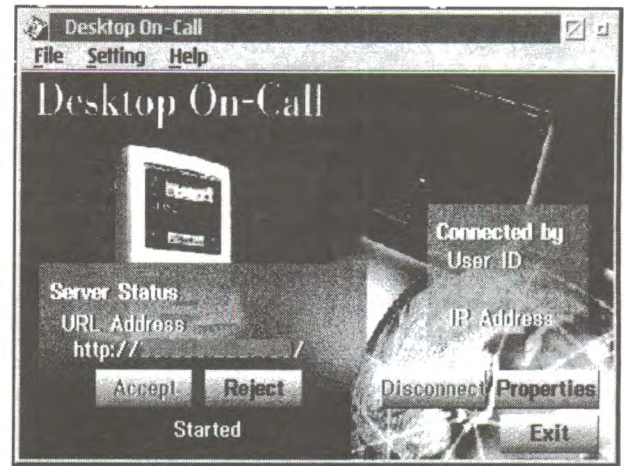 Desktop On-Call
File Setting Help
Desktop On-Call
Connected by
User ID
Server Status
URL Address
IP Address
http:// /
Accept Reject
Disconnect Properties
Started
Exit